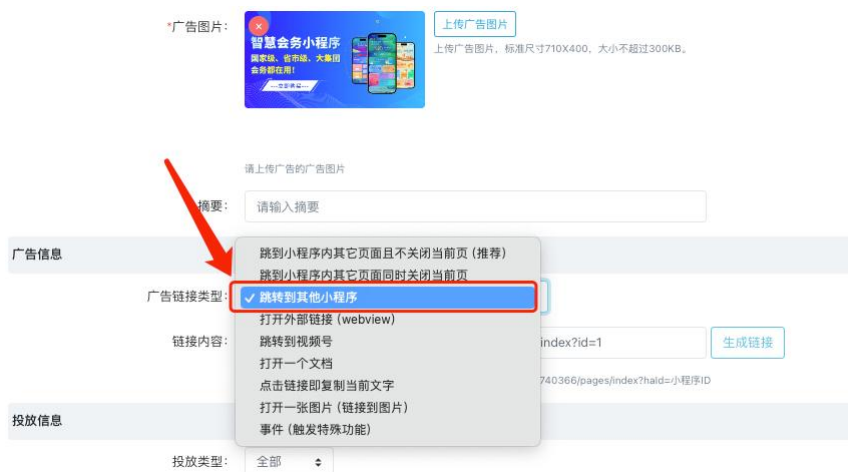 *广告图片：
智慧会务小程序
国家级、省市级、大集团
会务都在用！
上传广告图片
上传广告图片，标准尺寸710X400，大小不超过300KB。
请上传广告的广告图片
摘要：
请输入摘要
广告信息
跳到小程序内其它页面且不关闭当前页（推荐）
跳到小程序内其它页面同时关闭当前页
广告链接类型：
✓ 跳转到其他小程序
打开外部链接（webview）
链接内容：
跳转到视频号
index?id=1
生成链接
打开一个文档
点击链接即复制当前文字
740366/pages/index?haId=小程序ID
打开一张图片（链接到图片）
投放信息
事件（触发特殊功能）
投放类型：
全部